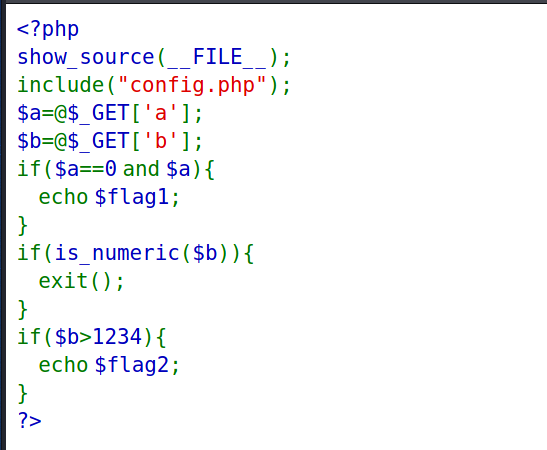 <?php
show_source(__FILE__);
include("config.php");
$a=@$_GET['a'];
$b=@$_GET['b'];
if($a==0 and $a){
echo $flag1;
}
if(is_numeric($b)){
exit();
}
if($b>1234){
echo $flag2;
}
?>